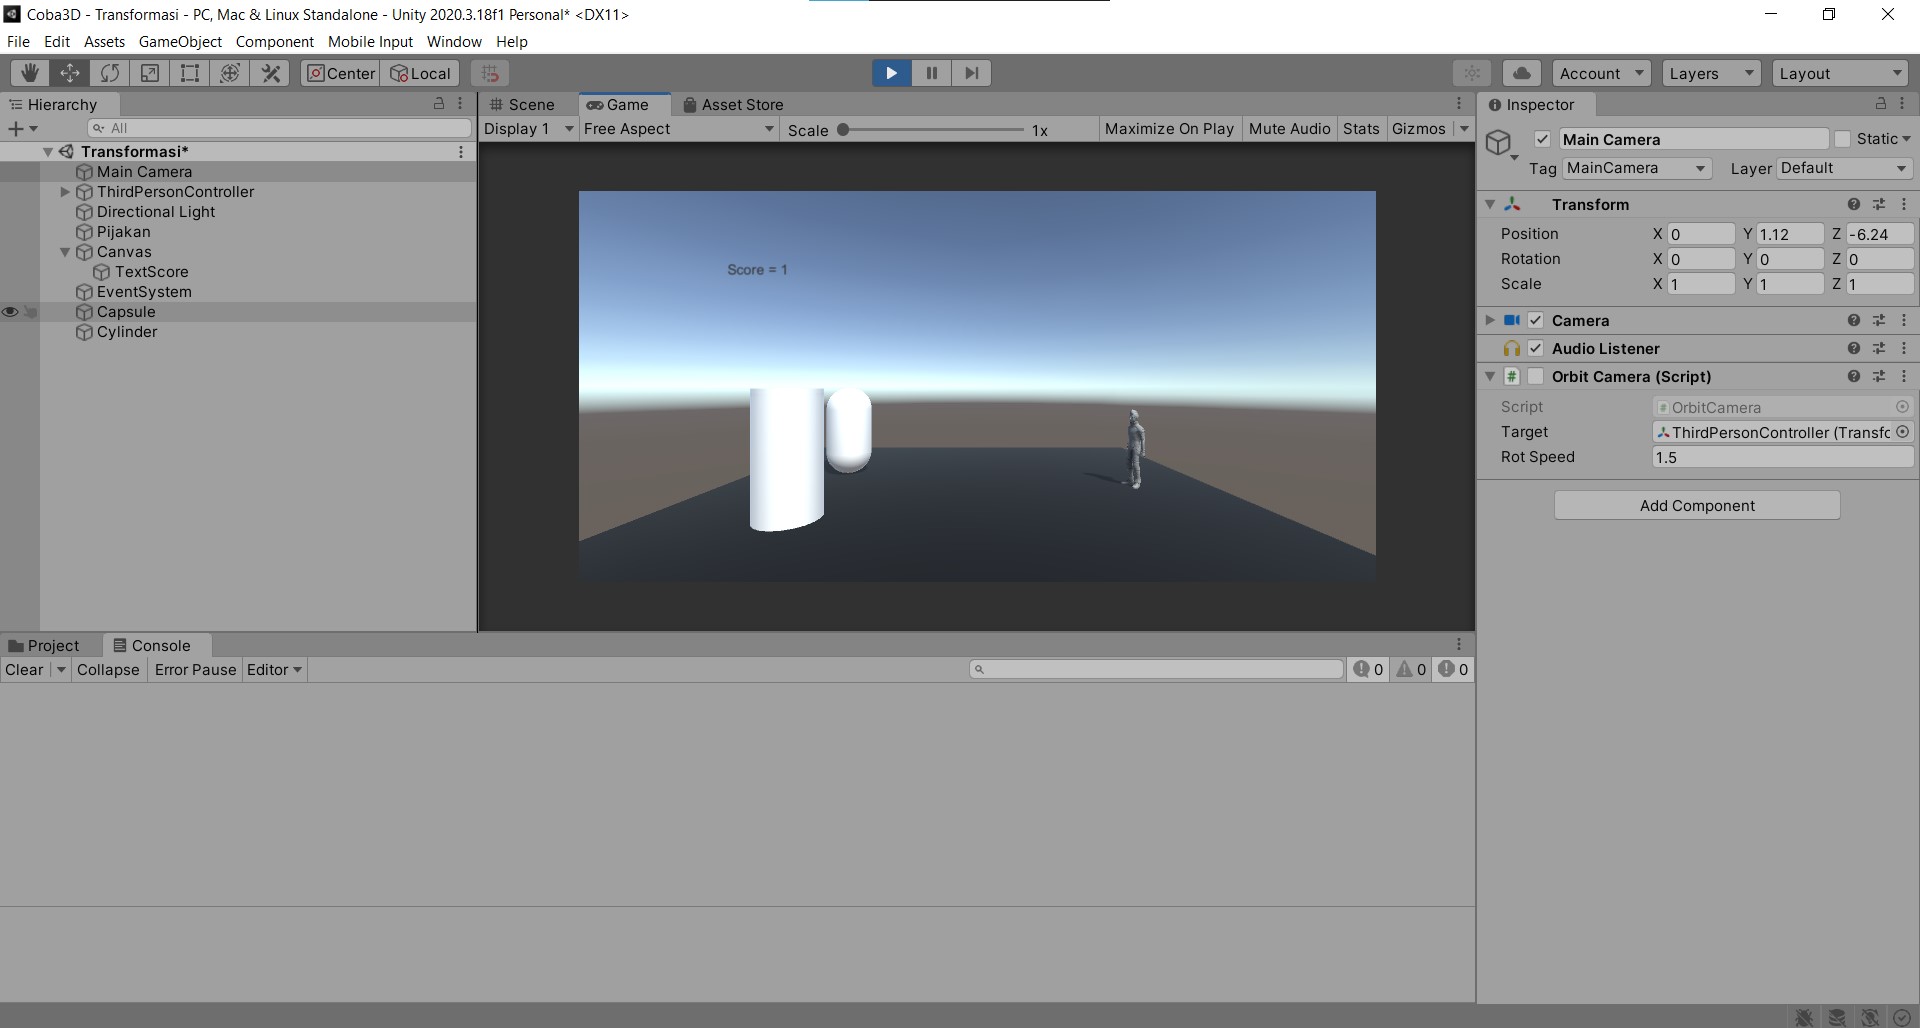 Coba3D - Transformasi - PC, Mac & Linux Standalone - Unity 2020.3.18f1 Personal* <DX11>
File Edit Assets GameObject Component Mobile Input Window Help
Center Local Account Layers Layout
Hierarchy
All
Transformasi*
Main Camera
ThirdPersonController
Directional Light
Pijakan
Canvas
TextScore
EventSystem
Capsule
Cylinder
Scene Game Asset Store
Display 1 Free Aspect Scale 1x Maximize On Play Mute Audio Stats Gizmos
Score = 1
Inspector
Main Camera Static
Tag MainCamera Layer Default
Transform
Position X 0 Y 1.12 Z -6.24
Rotation X 0 Y 0 Z 0
Scale X 1 Y 1 Z 1
Camera
Audio Listener
Orbit Camera (Script)
Script # OrbitCamera
Target ThirdPersonController (Transfo
Rot Speed 1.5
Add Component
Project Console
Clear Collapse Error Pause Editor 0 0 0